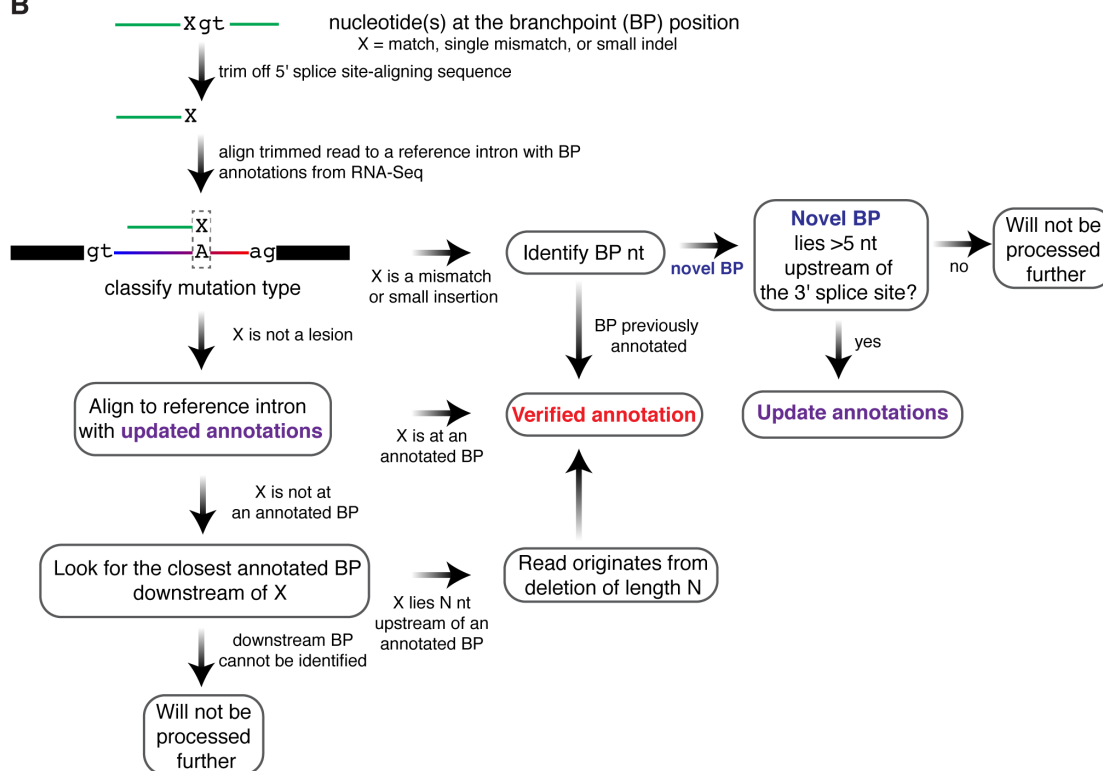 B
Xgt
nucleotide(s) at the branchpoint (BP) position
X = match, single mismatch, or small indel
trim off 5' splice site-aligning sequence
X
align trimmed read to a reference intron with BP
annotations from RNA-Seq
X
gt A ag
classify mutation type
X is a mismatch
or small insertion
Identify BP nt
novel BP
Novel BP
lies >5 nt
upstream of
the 3' splice site?
no
Will not be
processed
further
X is not a lesion
BP previously
annotated
yes
Align to reference intron
with updated annotations
X is at an
annotated BP
Verified annotation
Update annotations
X is not at
an annotated BP
Look for the closest annotated BP
downstream of X
X lies N nt
upstream of an
annotated BP
Read originates from
deletion of length N
downstream BP
cannot be identified
Will not be
processed
further